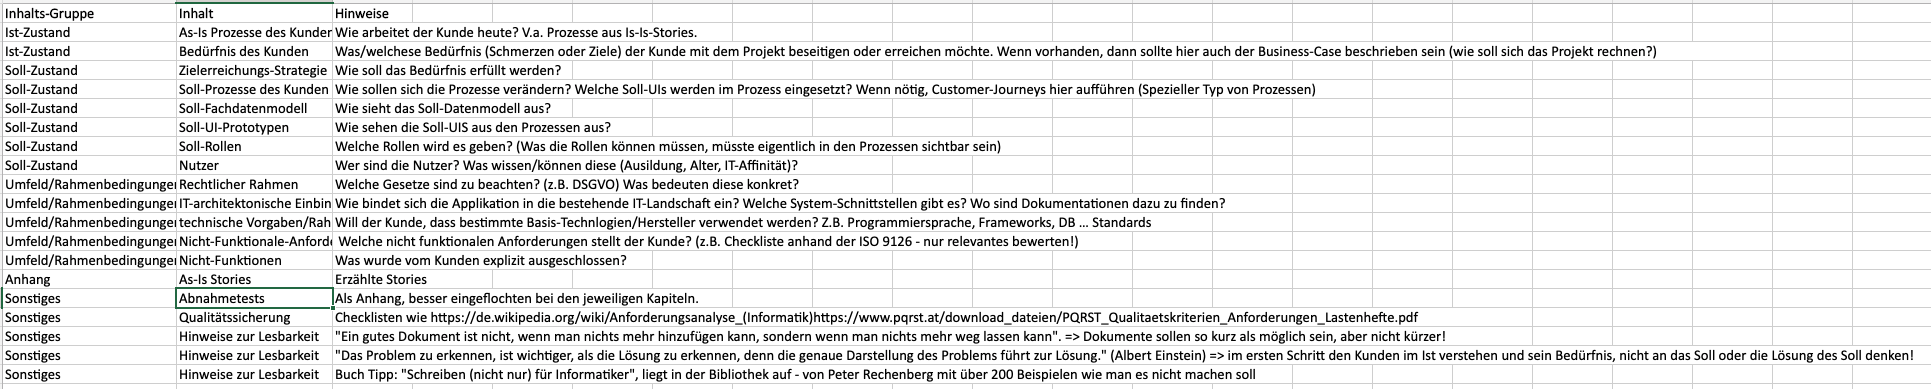 Inhalts-Gruppe Inhalt Hinweise
Ist-Zustand As-Is Prozesse des Kunden Wie arbeitet der Kunde heute? V.a. Prozesse aus Is-Is-Stories.
Ist-Zustand Bedürfnis des Kunden Was/welchese Bedürfnis (Schmerzen oder Ziele) der Kunde mit dem Projekt beseitigen oder erreichen möchte. Wenn vorhanden, dann sollte hier auch der Business-Case beschrieben sein (wie soll sich das Projekt rechnen?)
Soll-Zustand Zielerreichungs-Strategie Wie soll das Bedürfnis erfüllt werden?
Soll-Zustand Soll-Prozesse des Kunden Wie sollen sich die Prozesse verändern? Welche Soll-UIs werden im Prozess eingesetzt? Wenn nötig, Customer-Journeys hier aufführen (Spezieller Typ von Prozessen)
Soll-Zustand Soll-Fachdatenmodell Wie sieht das Soll-Datenmodell aus?
Soll-Zustand Soll-UI-Prototypen Wie sehen die Soll-UIS aus den Prozessen aus?
Soll-Zustand Soll-Rollen Welche Rollen wird es geben? (Was die Rollen können müssen, müsste eigentlich in den Prozessen sichtbar sein)
Soll-Zustand Nutzer Wer sind die Nutzer? Was wissen/können diese (Ausildung, Alter, IT-Affinität)?
Umfeld/Rahmenbedingungen Rechtlicher Rahmen Welche Gesetze sind zu beachten? (z.B. DSGVO) Was bedeuten diese konkret?
Umfeld/Rahmenbedingungen IT-architektonische Einbin Wie bindet sich die Applikation in die bestehende IT-Landschaft ein? Welche System-Schnittstellen gibt es? Wo sind Dokumentationen dazu zu finden?
Umfeld/Rahmenbedingungen technische Vorgaben/Rah Will der Kunde, dass bestimmte Basis-Technlogien/Hersteller verwendet werden? Z.B. Programmiersprache, Frameworks, DB ... Standards
Umfeld/Rahmenbedingungen Nicht-Funktionale-Anforde Welche nicht funktionalen Anforderungen stellt der Kunde? (z.B. Checkliste anhand der ISO 9126 - nur relevantes bewerten!)
Umfeld/Rahmenbedingungen Nicht-Funktionen Was wurde vom Kunden explizit ausgeschlossen?
Anhang As-Is Stories Erzählte Stories
Sonstiges Abnahmetests Als Anhang, besser eingeflochten bei den jeweiligen Kapiteln.
Sonstiges Qualitätssicherung Checklisten wie https://de.wikipedia.org/wiki/Anforderungsanalyse_(Informatik)https://www.pqrst.at/download_dateien/PQRST_Qualitaetskriterien_Anforderungen_Lastenhefte.pdf
Sonstiges Hinweise zur Lesbarkeit "Ein gutes Dokument ist nicht, wenn man nichts mehr hinzufügen kann, sondern wenn man nichts mehr weg lassen kann". => Dokumente sollen so kurz als möglich sein, aber nicht kürzer!
Sonstiges Hinweise zur Lesbarkeit "Das Problem zu erkennen, ist wichtiger, als die Lösung zu erkennen, denn die genaue Darstellung des Problems führt zur Lösung." (Albert Einstein) => im ersten Schritt den Kunden im Ist verstehen und sein Bedürfnis, nicht an das Soll oder die Lösung des Soll denken!
Sonstiges Hinweise zur Lesbarkeit Buch Tipp: "Schreiben (nicht nur) für Informatiker", liegt in der Bibliothek auf - von Peter Rechenberg mit über 200 Beispielen wie man es nicht machen soll